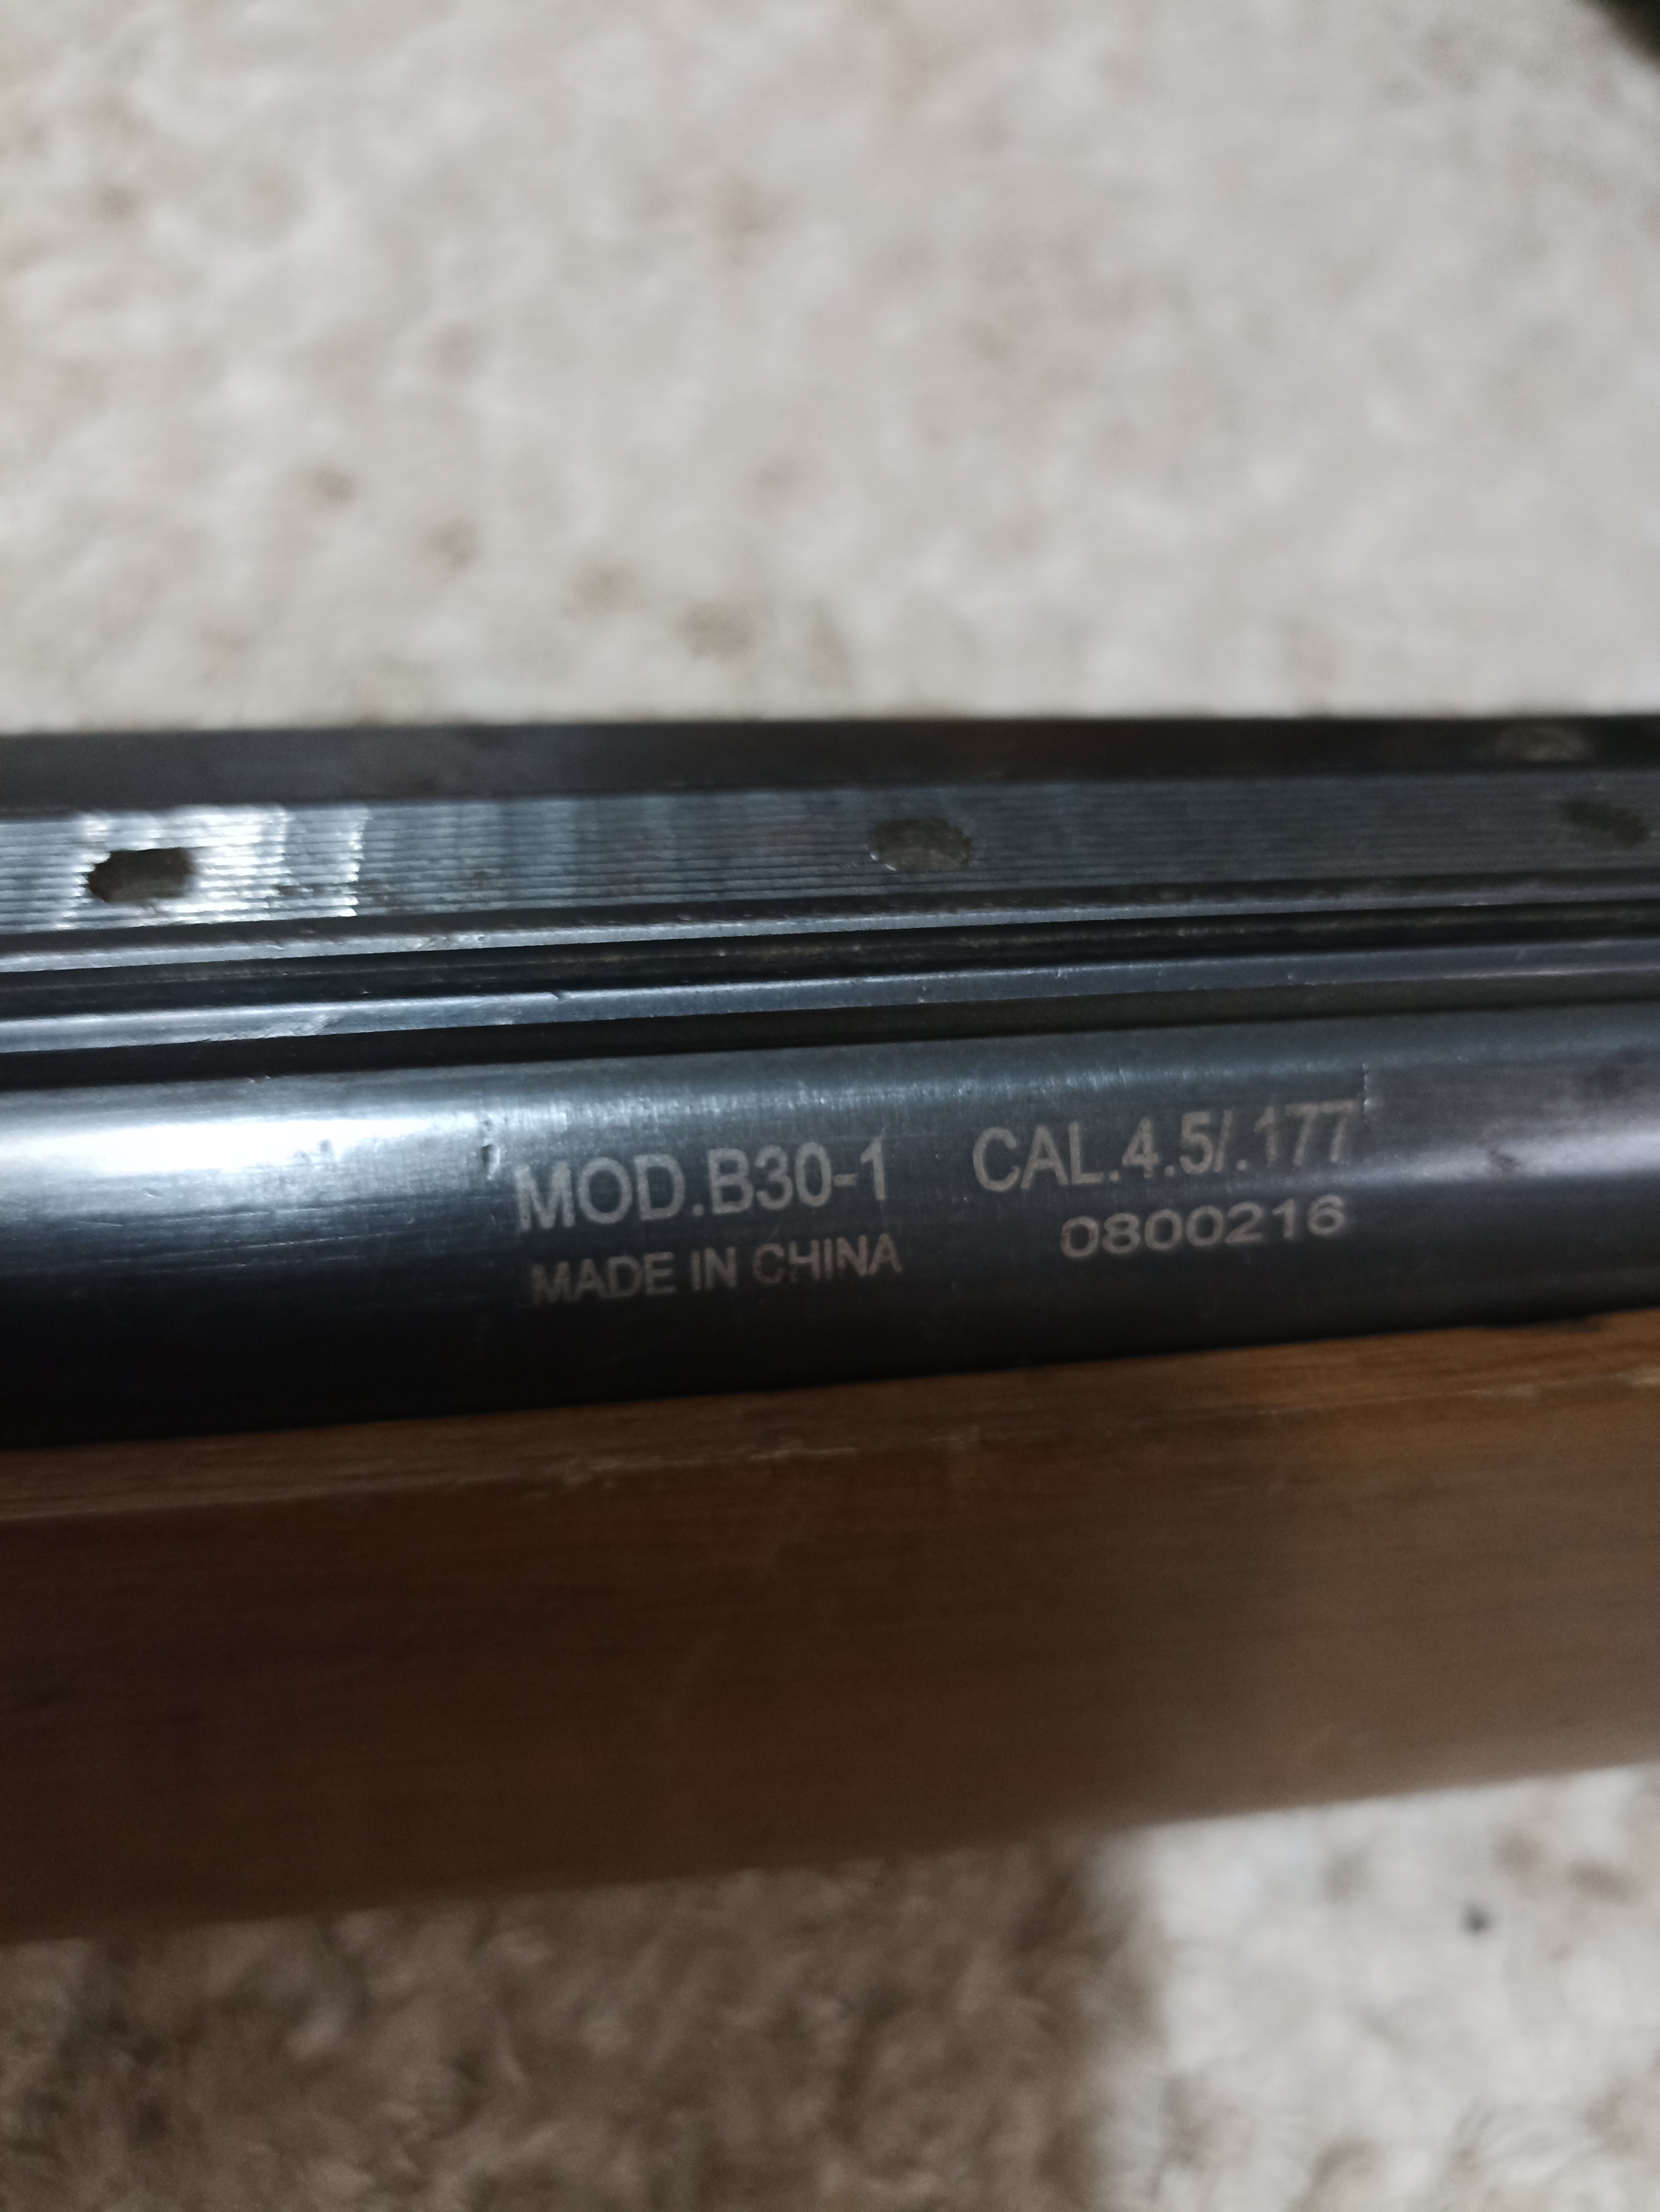 MOD.B30-1 CAL.4.5/.177
MADE IN CHINA 0800216